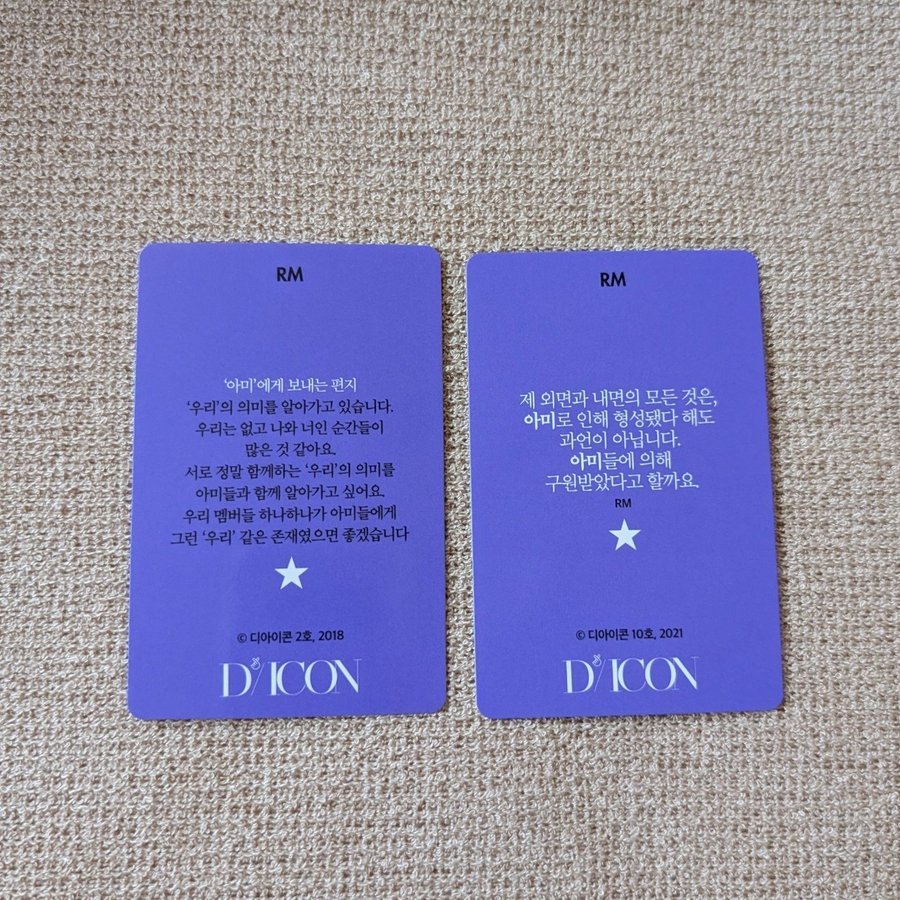 RM
‘아미’에게 보내는 편지
‘우리’의 의미를 알아가고 있습니다.
우리는 없고 나와 너인 순간들이
많은 것 같아요.
서로 정말 함께하는 ‘우리’의 의미를
아미들과 함께 알아가고 싶어요.
우리 멤버들 하나하나가 아미들에게
그런 ‘우리’ 같은 존재였으면 좋겠습니다
© 디아이콘 2호, 2018
D/ICON
RM
제 외면과 내면의 모든 것은,
아미로 인해 형성됐다 해도
과언이 아닙니다.
아미들에 의해
구원받았다고 할까요.
RM
© 디아이콘 10호, 2021
D/ICON